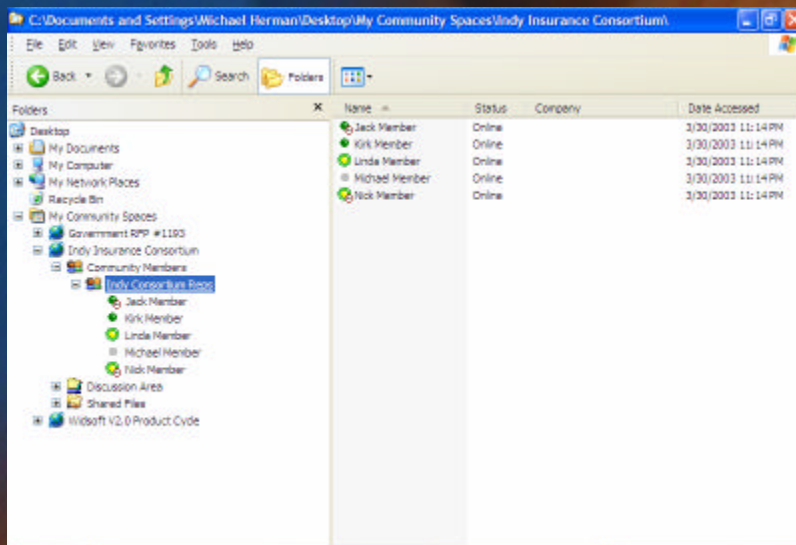 C:\Documents and Settings\Michael Herman\Desktop\My Community Spaces\Indy Insurance Consortium\
File Edit View Favorites Tools Help
Back Search Folders
Folders x
Desktop
My Documents
My Computer
My Network Places
Recycle Bin
My Community Spaces
Government RFP #1193
Indy Insurance Consortium
Community Members
Indy Consortium Reps
Jack Member
Kirk Member
Linda Member
Michael Member
Nick Member
Discussion Area
Shared Files
Widsoft V2.0 Product Cycle
Name Status Company Date Accessed
Jack Member Online 3/30/2003 11:14 PM
Kirk Member Online 3/30/2003 11:14 PM
Linda Member Online 3/30/2003 11:14 PM
Michael Member Online 3/30/2003 11:14 PM
Nick Member Online 3/30/2003 11:14 PM